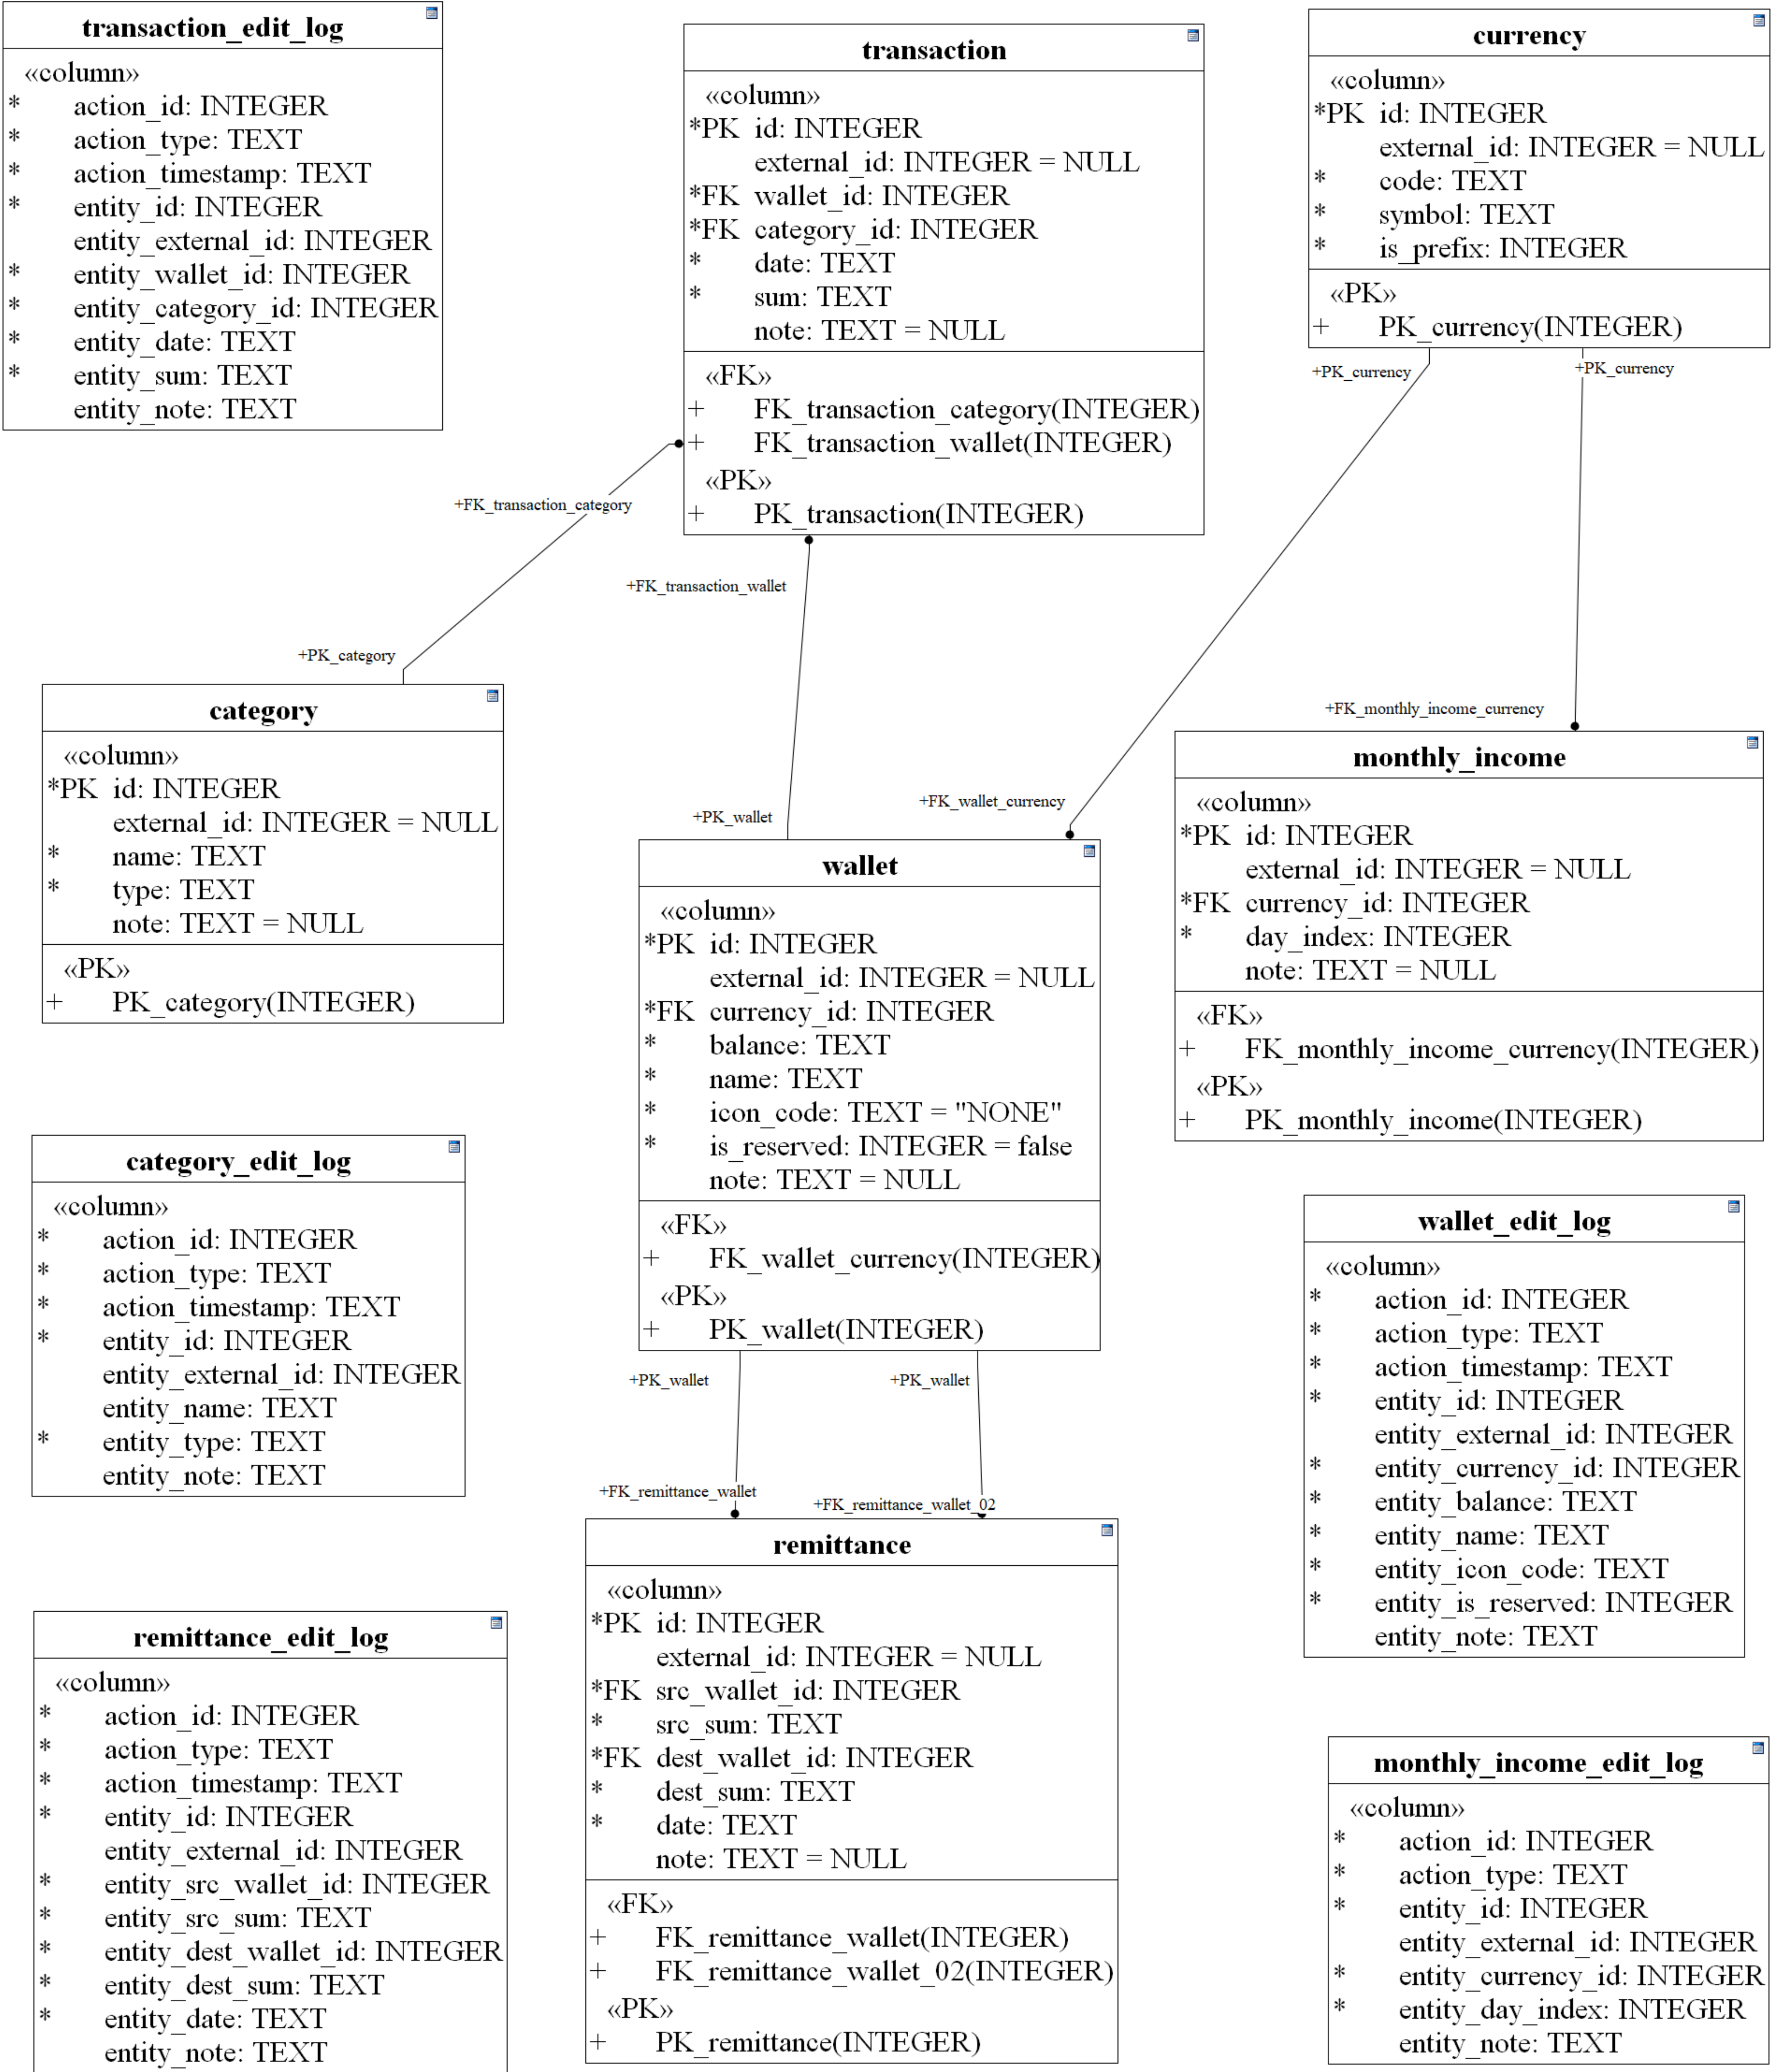 transaction_edit_log
«column»
* action_id: INTEGER
* action_type: TEXT
* action_timestamp: TEXT
* entity_id: INTEGER
entity_external_id: INTEGER
* entity_wallet_id: INTEGER
* entity_category_id: INTEGER
* entity_date: TEXT
* entity_sum: TEXT
entity_note: TEXT
transaction
«column»
*PK id: INTEGER
external_id: INTEGER = NULL
*FK wallet_id: INTEGER
*FK category_id: INTEGER
* date: TEXT
* sum: TEXT
note: TEXT = NULL
«FK»
+ FK_transaction_category(INTEGER)
+ FK_transaction_wallet(INTEGER)
«PK»
+ PK_transaction(INTEGER)
currency
«column»
*PK id: INTEGER
external_id: INTEGER = NULL
* code: TEXT
* symbol: TEXT
* is_prefix: INTEGER
«PK»
+ PK_currency(INTEGER)
+PK_currency
+PK_currency
+FK_transaction_category
+FK_transaction_wallet
+PK_category
+FK_monthly_income_currency
+FK_wallet_currency
+PK_wallet
category
«column»
*PK id: INTEGER
external_id: INTEGER = NULL
* name: TEXT
* type: TEXT
note: TEXT = NULL
«PK»
+ PK_category(INTEGER)
wallet
«column»
*PK id: INTEGER
external_id: INTEGER = NULL
*FK currency_id: INTEGER
* balance: TEXT
* name: TEXT
* icon_code: TEXT = "NONE"
* is_reserved: INTEGER = false
note: TEXT = NULL
«FK»
+ FK_wallet_currency(INTEGER)
«PK»
+ PK_wallet(INTEGER)
monthly_income
«column»
*PK id: INTEGER
external_id: INTEGER = NULL
*FK currency_id: INTEGER
* day_index: INTEGER
note: TEXT = NULL
«FK»
+ FK_monthly_income_currency(INTEGER)
«PK»
+ PK_monthly_income(INTEGER)
category_edit_log
«column»
* action_id: INTEGER
* action_type: TEXT
* action_timestamp: TEXT
* entity_id: INTEGER
entity_external_id: INTEGER
entity_name: TEXT
* entity_type: TEXT
entity_note: TEXT
wallet_edit_log
«column»
* action_id: INTEGER
* action_type: TEXT
* action_timestamp: TEXT
* entity_id: INTEGER
entity_external_id: INTEGER
* entity_currency_id: INTEGER
* entity_balance: TEXT
* entity_name: TEXT
* entity_icon_code: TEXT
* entity_is_reserved: INTEGER
entity_note: TEXT
+PK_wallet
+PK_wallet
+FK_remittance_wallet
+FK_remittance_wallet_02
remittance_edit_log
«column»
* action_id: INTEGER
* action_type: TEXT
* action_timestamp: TEXT
* entity_id: INTEGER
entity_external_id: INTEGER
* entity_src_wallet_id: INTEGER
* entity_src_sum: TEXT
* entity_dest_wallet_id: INTEGER
* entity_dest_sum: TEXT
* entity_date: TEXT
entity_note: TEXT
remittance
«column»
*PK id: INTEGER
external_id: INTEGER = NULL
*FK src_wallet_id: INTEGER
* src_sum: TEXT
*FK dest_wallet_id: INTEGER
* dest_sum: TEXT
* date: TEXT
note: TEXT = NULL
«FK»
+ FK_remittance_wallet(INTEGER)
+ FK_remittance_wallet_02(INTEGER)
«PK»
+ PK_remittance(INTEGER)
monthly_income_edit_log
«column»
* action_id: INTEGER
* action_type: TEXT
* entity_id: INTEGER
entity_external_id: INTEGER
* entity_currency_id: INTEGER
* entity_day_index: INTEGER
entity_note: TEXT